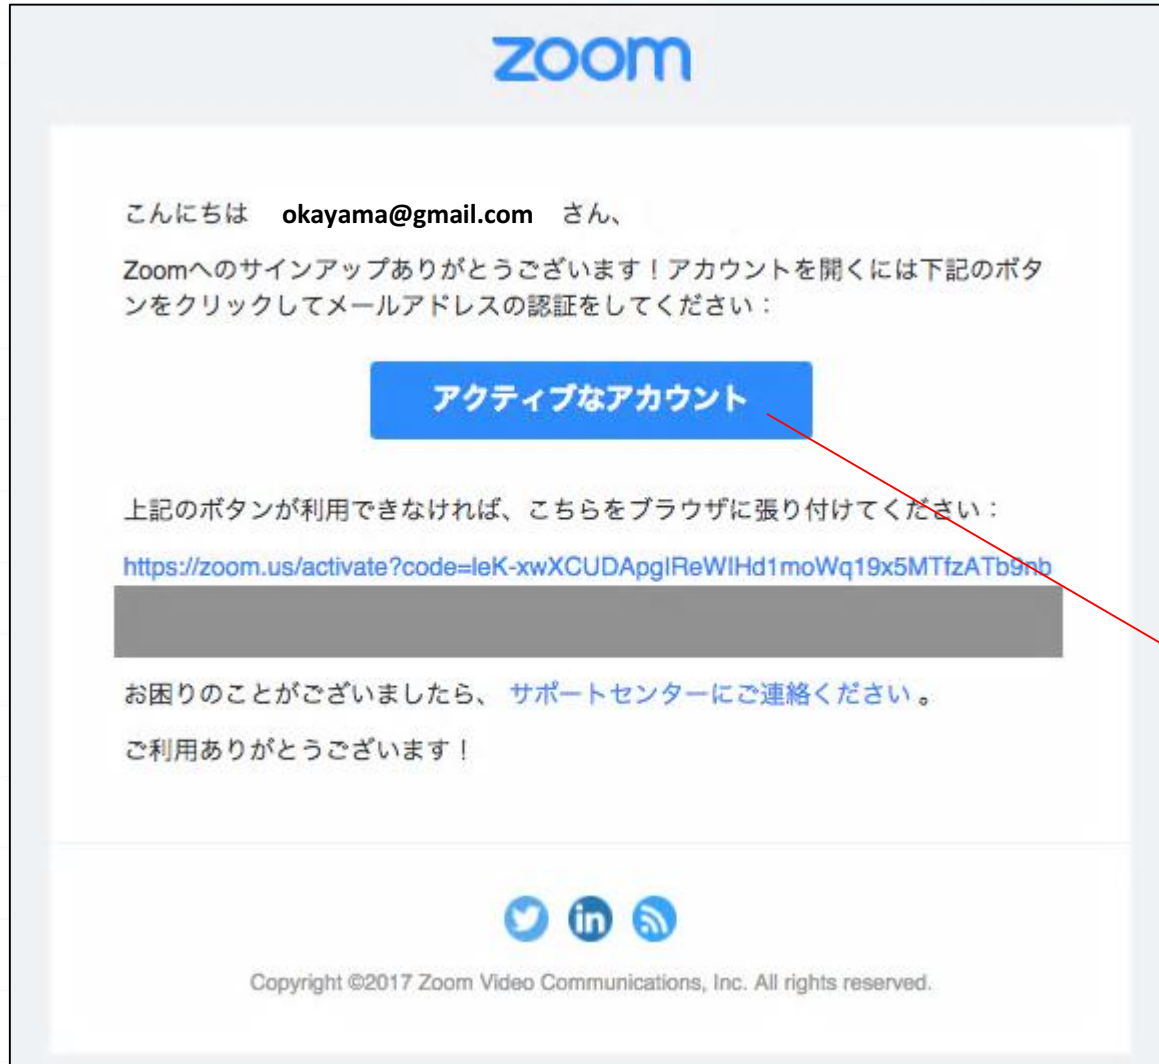 zoom
こんにちは okayama@gmail.com さん、
Zoomへのサインアップありがとうございます！アカウントを開くには下記のボタ
ンをクリックしてメールアドレスの認証をしてください：
アクティブなアカウント
上記のボタンが利用できなければ、こちらをブラウザに張り付けてください：
https://zoom.us/activate?code=leK-xwXCUDApgIReWIHd1moWq19x5MTfzATb9nb
お困りのことがございましたら、 サポートセンターにご連絡ください 。
ご利用ありがとうございます！
in
Copyright ©2017 Zoom Video Communications, Inc. All rights reserved.